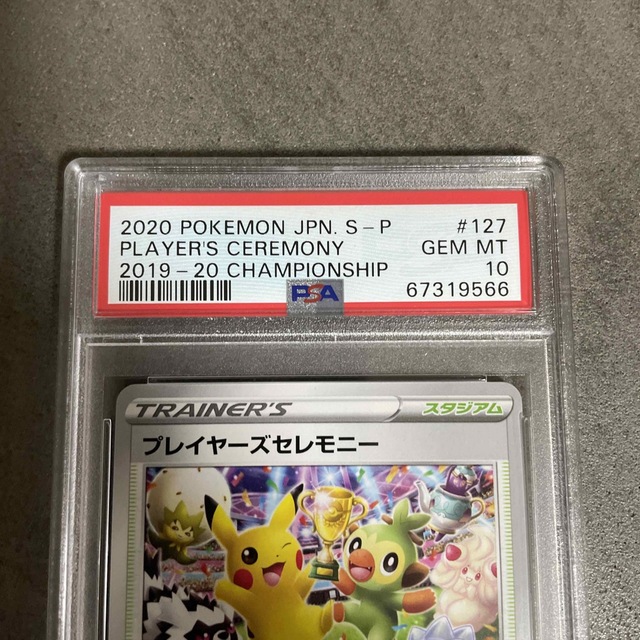 2020 POKEMON JPN. S-P #127
PLAYER'S CEREMONY GEM MT
2019-20 CHAMPIONSHIP 10
PSA 67319566
TRAINER'S スタジアム
プレイヤーズセレモニー